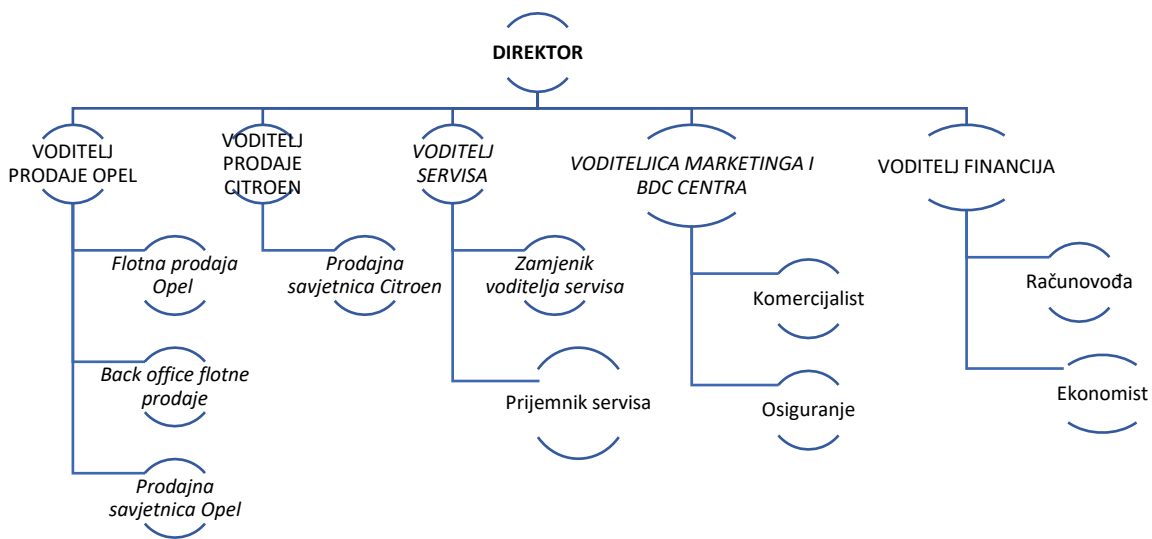 DIREKTOR
VODITELJ
PRODAJE OPEL
VODITELJ
PRODAJE
CITROEN
VODITELJ
SERVISA
VODITELJICA MARKETINGA I
BDC CENTRA
VODITELJ FINANCIJA
Flotna prodaja
Opel
Back office flotne
prodaje
Prodajna
savjetnica Opel
Prodajna
savjetnica Citroen
Zamjenik
voditelja servisa
Prijemnik servisa
Komercijalist
Osiguranje
Računovođa
Ekonomist